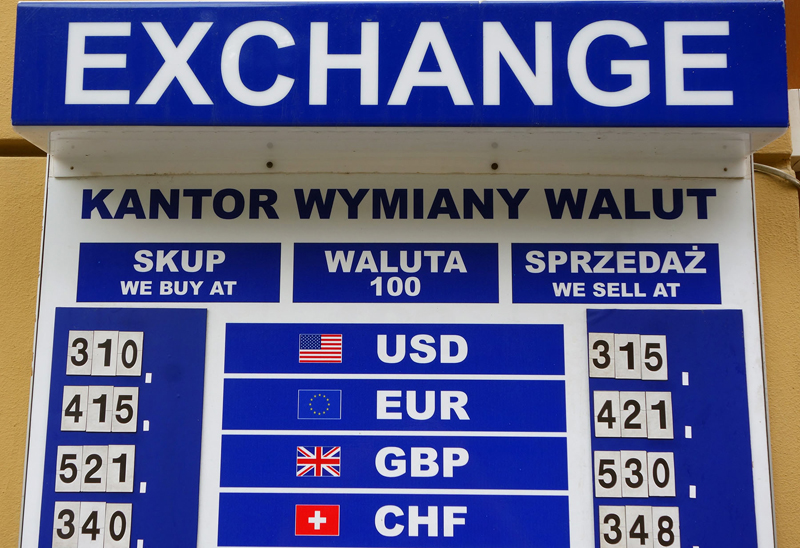 EXCHANGE
KANTOR WYMIANY WALUT
SKUP WALUTA SPRZEDAŻ
WE BUY AT 100 WE SELL AT
310, USD 315,
415, EUR 421,
521, GBP 530,
340, CHF 348,